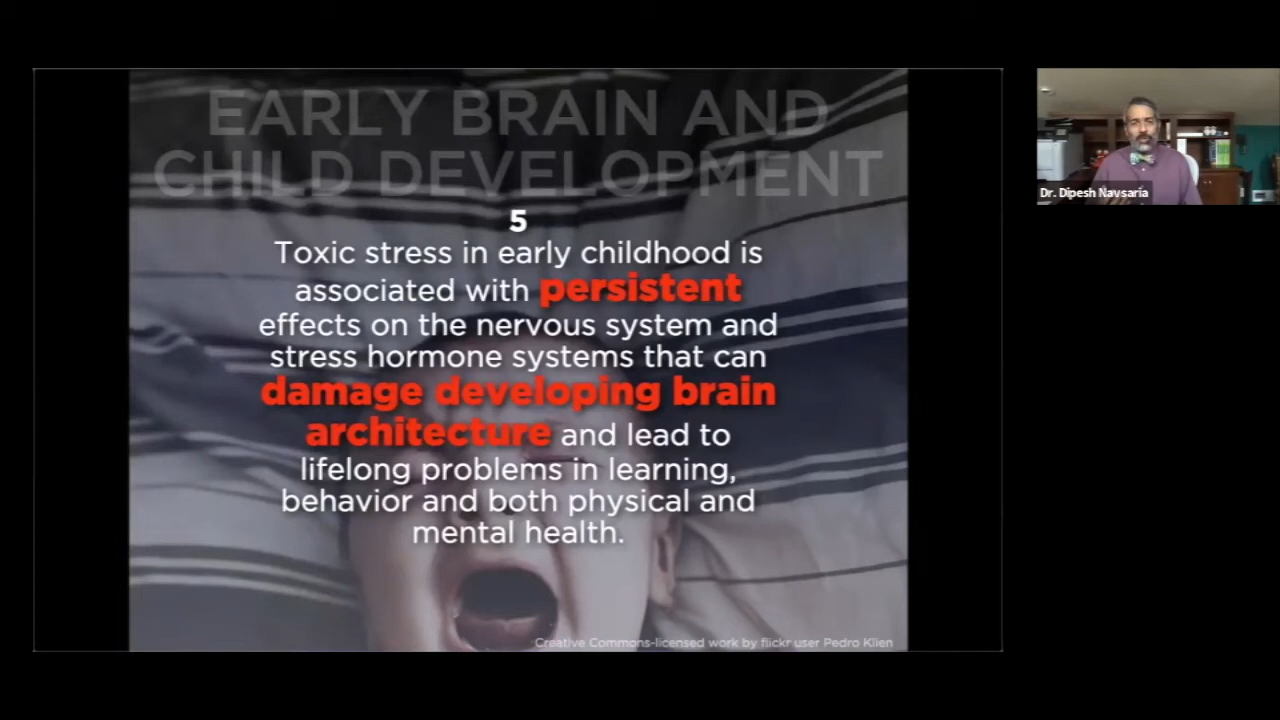 EARLY BRAIN AND
CHILD DEVELOPMENT
5
Toxic stress in early childhood is
associated with persistent
effects on the nervous system and
stress hormone systems that can
damage developing brain
architecture and lead to
lifelong problems in learning,
behavior and both physical and
mental health.
Creative Commons-licensed work by flickr user Pedro Klien
Dr. Dipesh Navsaria